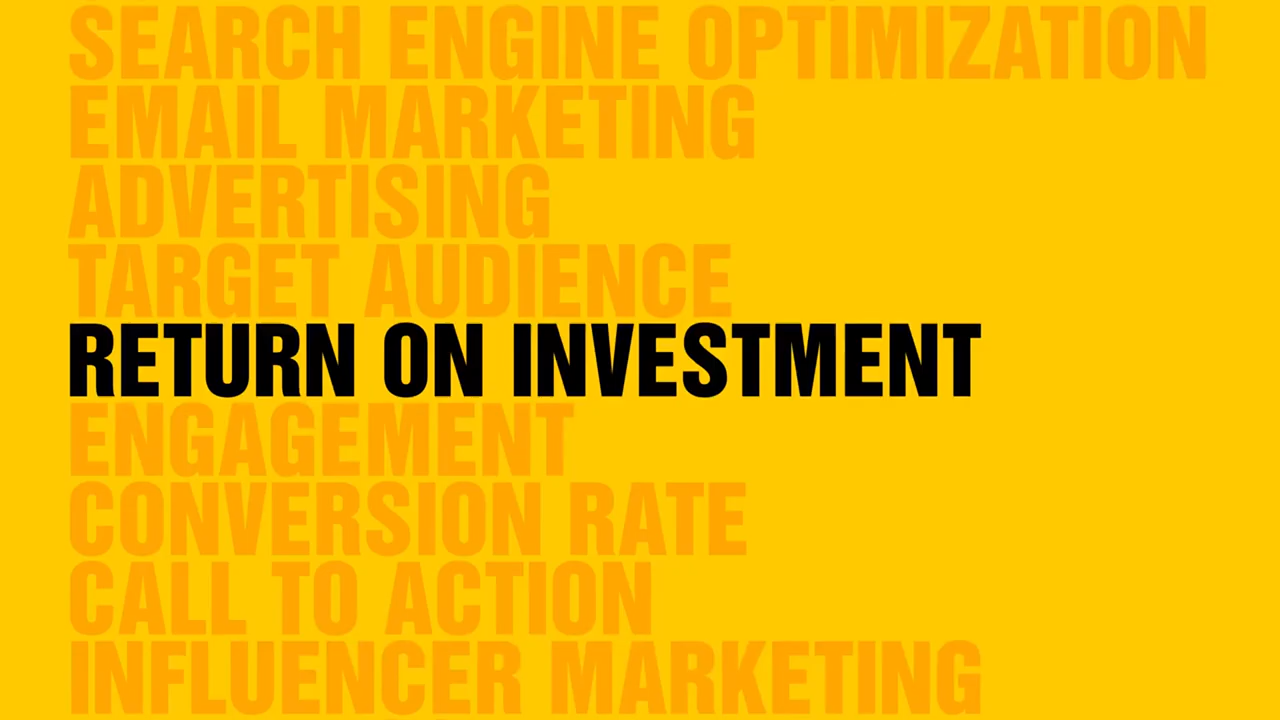 SEARCH ENGINE OPTIMIZATION
EMAIL MARKETING
ADVERTISING
TARGET AUDIENCE
RETURN ON INVESTMENT
ENGAGEMENT
CONVERSION RATE
CALL TO ACTION
INFLUENCER MARKETING